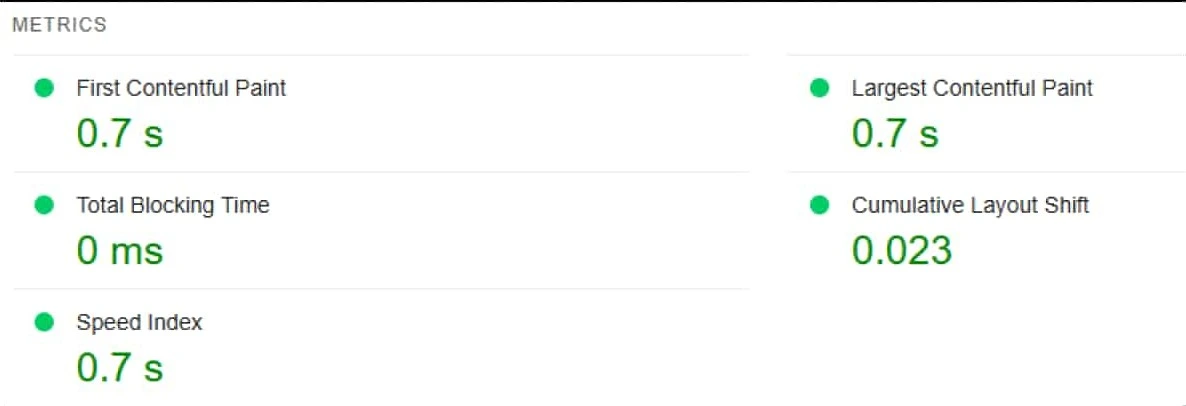 METRICS
First Contentful Paint
0.7 s
Largest Contentful Paint
0.7 s
Total Blocking Time
0 ms
Cumulative Layout Shift
0.023
Speed Index
0.7 s